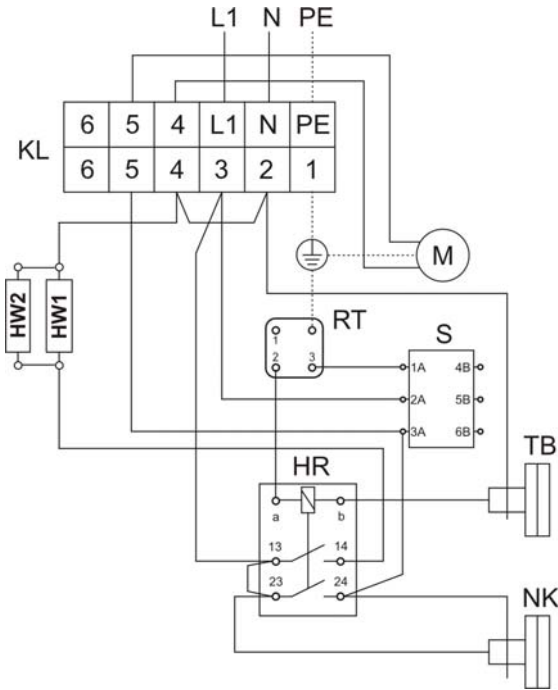 L1 N PE
KL
6 5 4 L1 N PE
6 5 4 3 2 1
M
HW2 HW1
RT
1
2 3
S
1A 4B
2A 5B
3A 6B
HR
TB
a b
13 14
23 24
NK